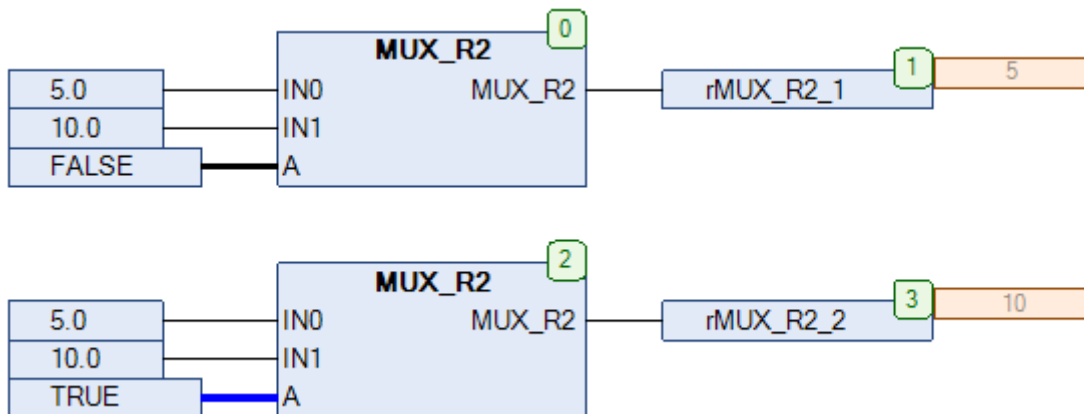 0
MUX_R2
5.0 IN0 MUX_R2 rMUX_R2_1 1 5
10.0 IN1
FALSE A
2
MUX_R2
5.0 IN0 MUX_R2 rMUX_R2_2 3 10
10.0 IN1
TRUE A